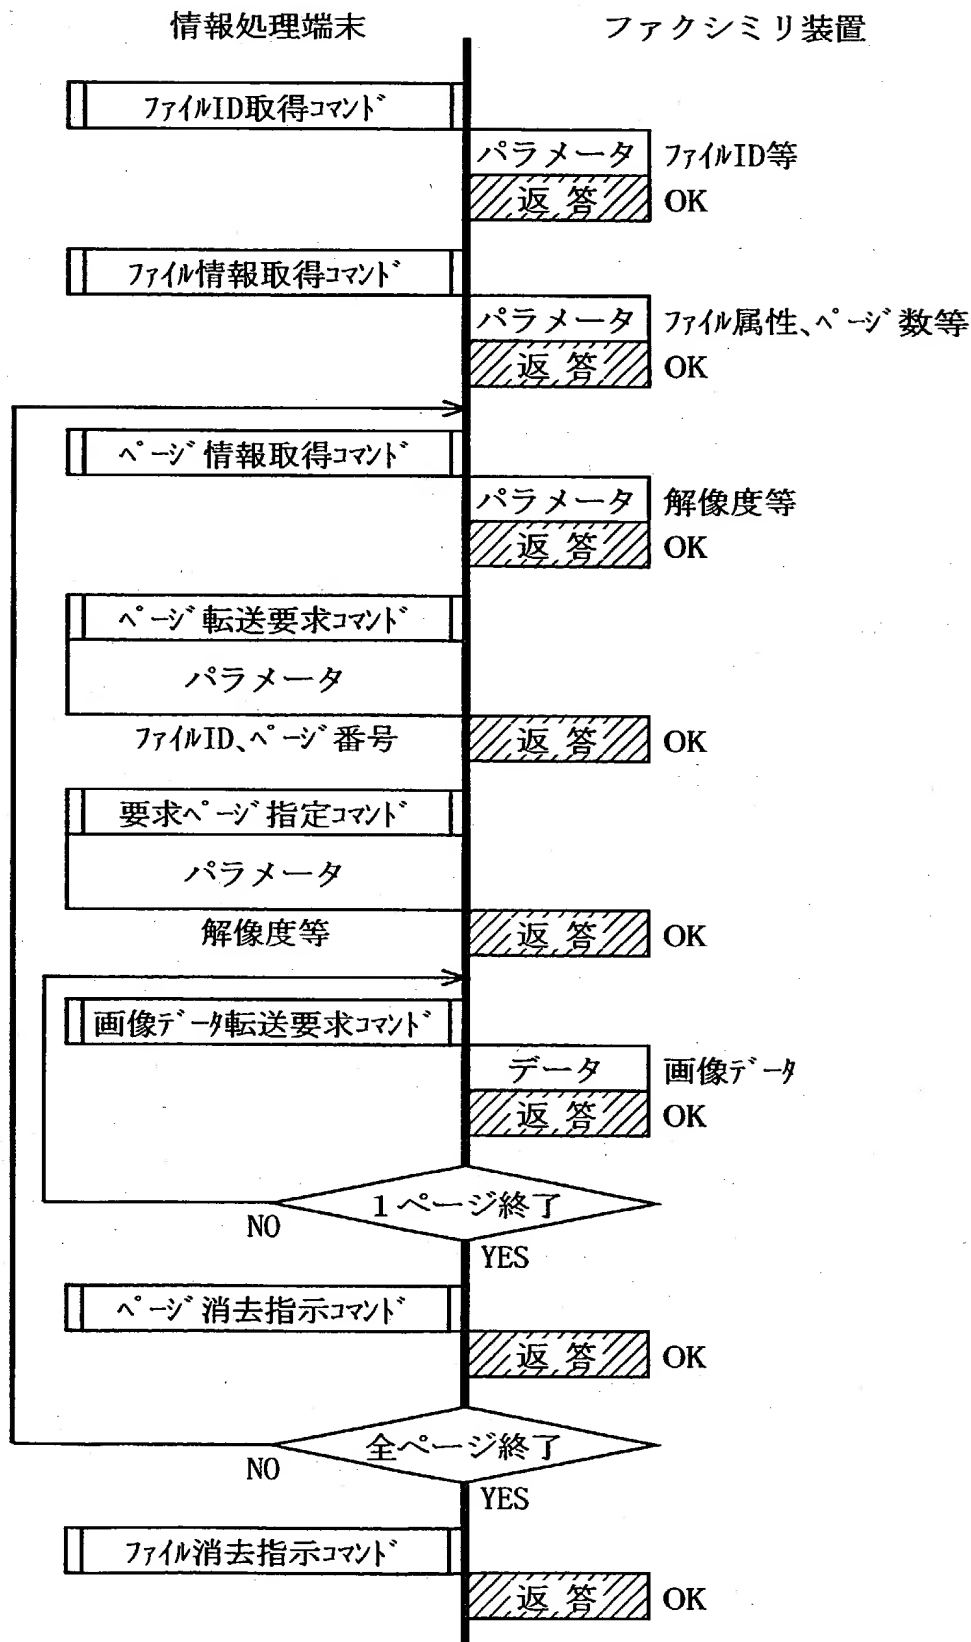 情報処理端末 ファクシミリ装置
ファイルID取得コマンド
パラメータ ファイルID等
返答 OK
ファイル情報取得コマンド
パラメータ ファイル属性、ページ数等
返答 OK
ページ情報取得コマンド
パラメータ 解像度等
返答 OK
ページ転送要求コマンド
パラメータ
ファイルID、ページ番号 返答 OK
要求ページ指定コマンド
パラメータ
解像度等 返答 OK
画像データ転送要求コマンド
データ 画像データ
返答 OK
1ページ終了
NO
YES
ページ消去指示コマンド
返答 OK
全ページ終了
NO
YES
ファイル消去指示コマンド
返答 OK